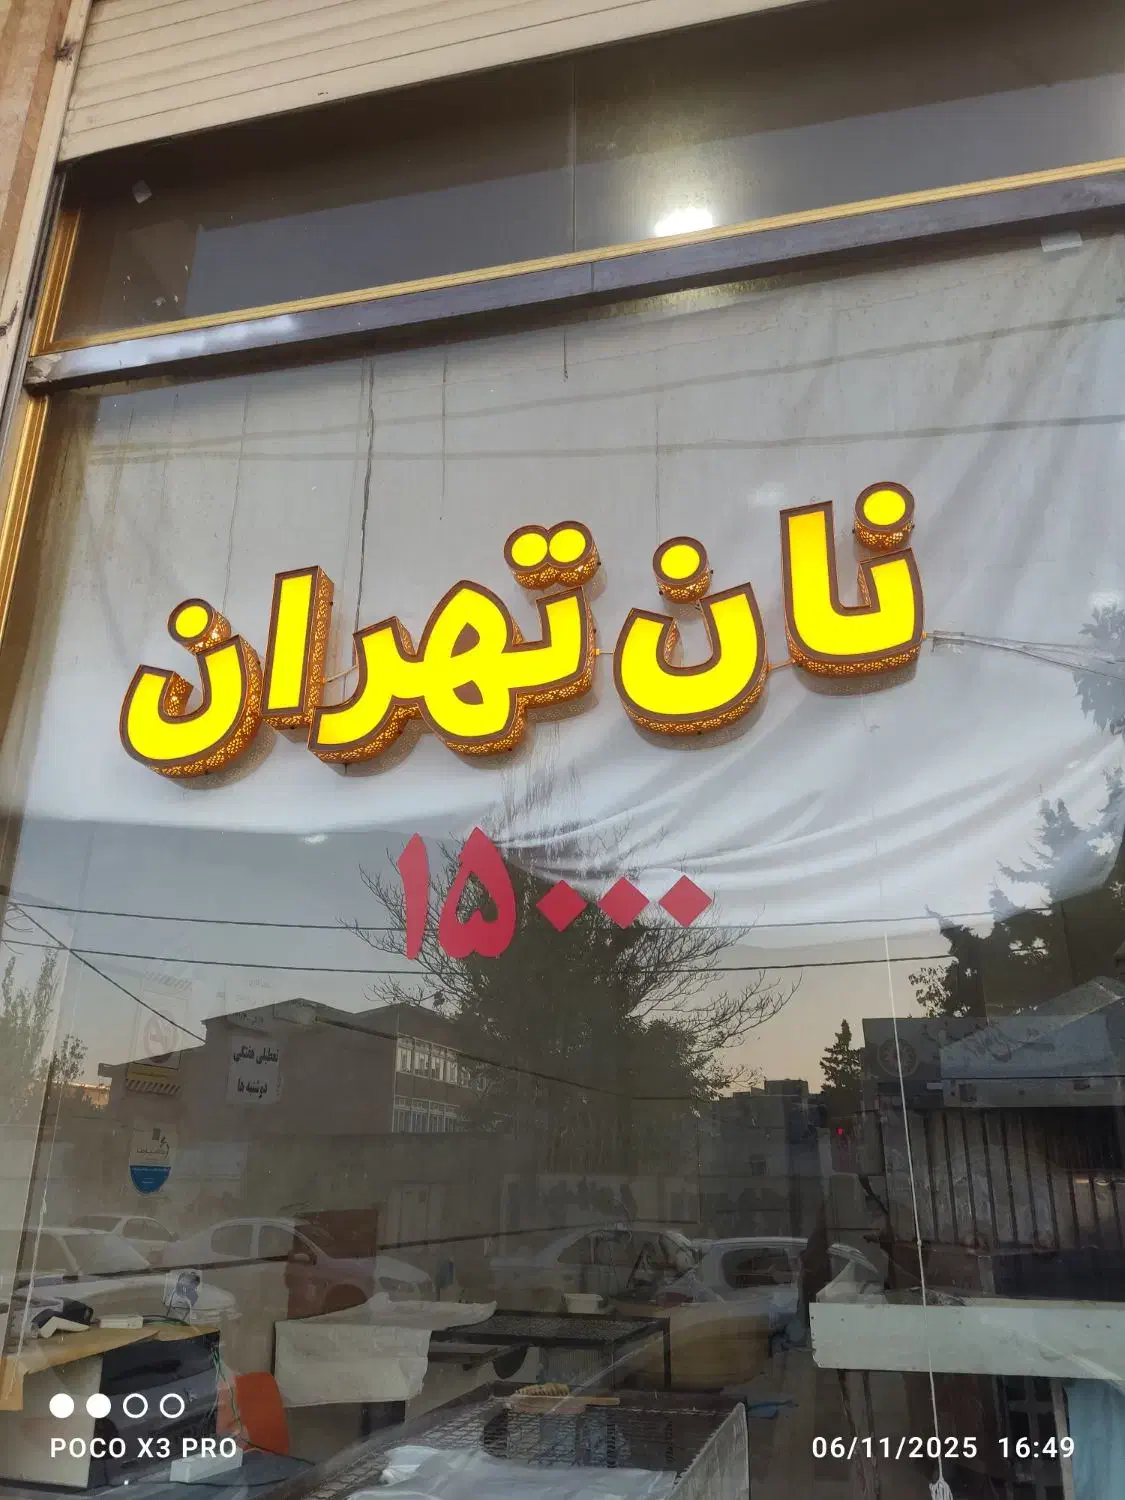 نان تهران
۱۵۰۰۰
تعطیلی هفتگی
دوشنبه ها
POCO X3 PRO
06/11/2025 16:49